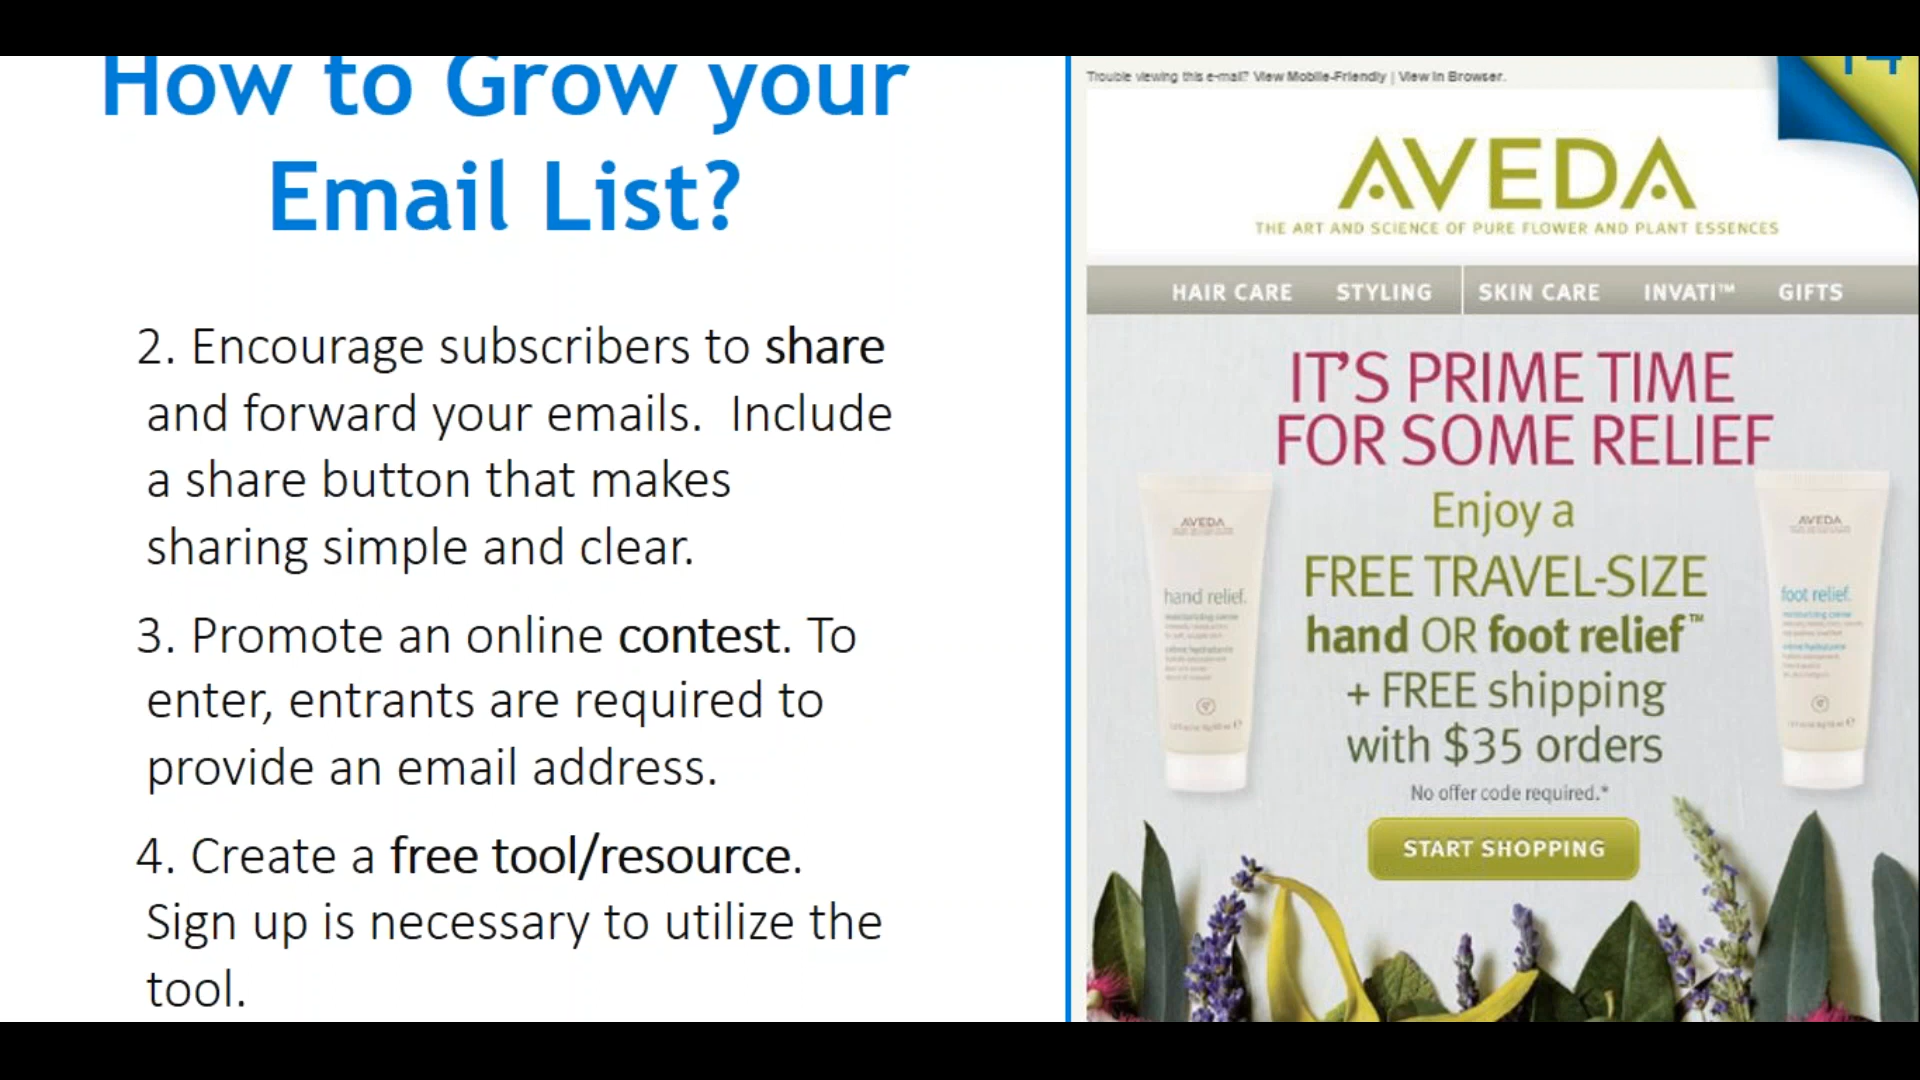 How to Grow your
Email List?
2. Encourage subscribers to share
and forward your emails. Include
a share button that makes
sharing simple and clear.
3. Promote an online contest. To
enter, entrants are required to
provide an email address.
4. Create a free tool/resource.
Sign up is necessary to utilize the
tool.
14
Trouble viewing this e-mail? View Mobile-Friendly | View in Browser.
AVEDA
THE ART AND SCIENCE OF PURE FLOWER AND PLANT ESSENCES
HAIR CARE STYLING SKIN CARE INVATI™ GIFTS
IT'S PRIME TIME
FOR SOME RELIEF
Enjoy a
FREE TRAVEL-SIZE
hand OR foot relief™
+ FREE shipping
with $35 orders
No offer code required.*
START SHOPPING
AVEDA
hand relief.
moisturizing creme
AVEDA
foot relief.
moisturizing creme